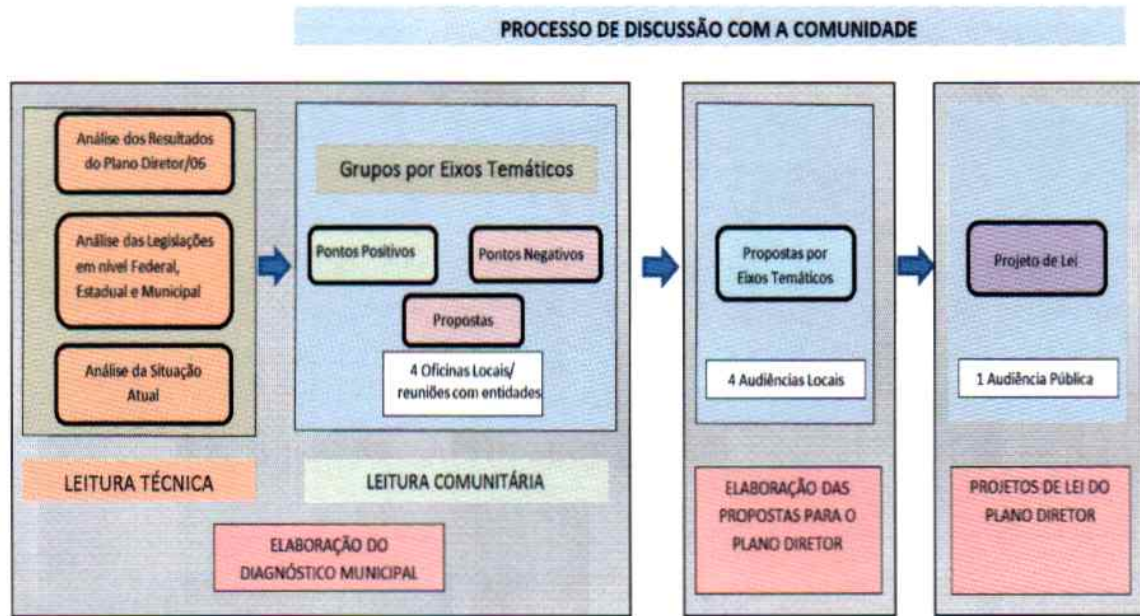 PROCESSO DE DISCUSSÃO COM A COMUNIDADE
Análise dos Resultados
do Plano Diretor/06
Análise das Legislações
em nível Federal,
Estadual e Municipal
Análise da Situação
Atual
LEITURA TÉCNICA
Grupos por Eixos Temáticos
Pontos Positivos
Pontos Negativos
Propostas
4 Oficinas Locais/
reuniões com entidades
LEITURA COMUNITÁRIA
ELABORAÇÃO DO
DIAGNÓSTICO MUNICIPAL
Propostas por
Eixos Temáticos
4 Audiências Locais
ELABORAÇÃO DAS
PROPOSTAS PARA O
PLANO DIRETOR
Projeto de Lei
1 Audiência Pública
PROJETOS DE LEI DO
PLANO DIRETOR